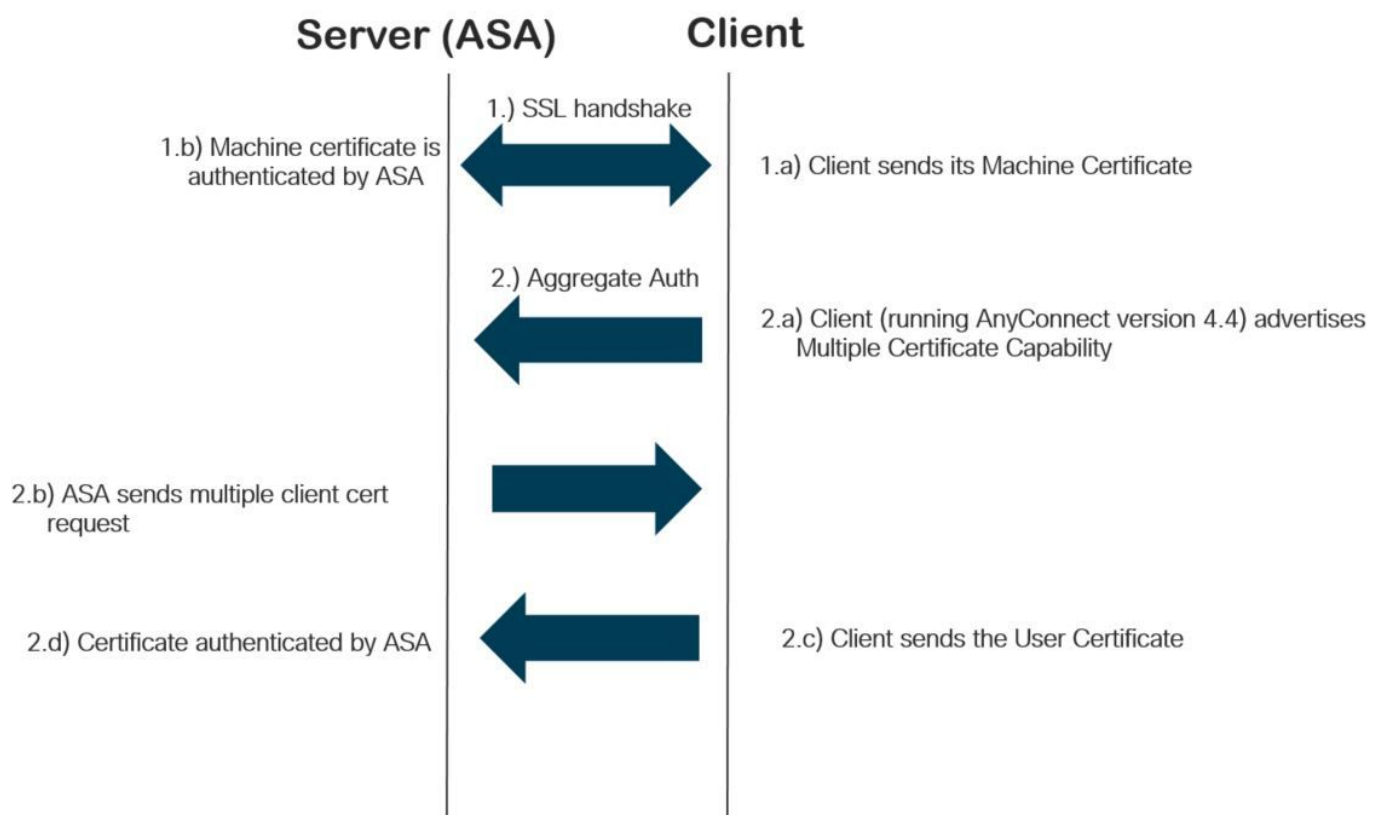 Server (ASA)
Client
1.) SSL handshake
1.b) Machine certificate is
authenticated by ASA
1.a) Client sends its Machine Certificate
2.) Aggregate Auth
2.a) Client (running AnyConnect version 4.4) advertises
Multiple Certificate Capability
2.b) ASA sends multiple client cert
request
2.d) Certificate authenticated by ASA
2.c) Client sends the User Certificate